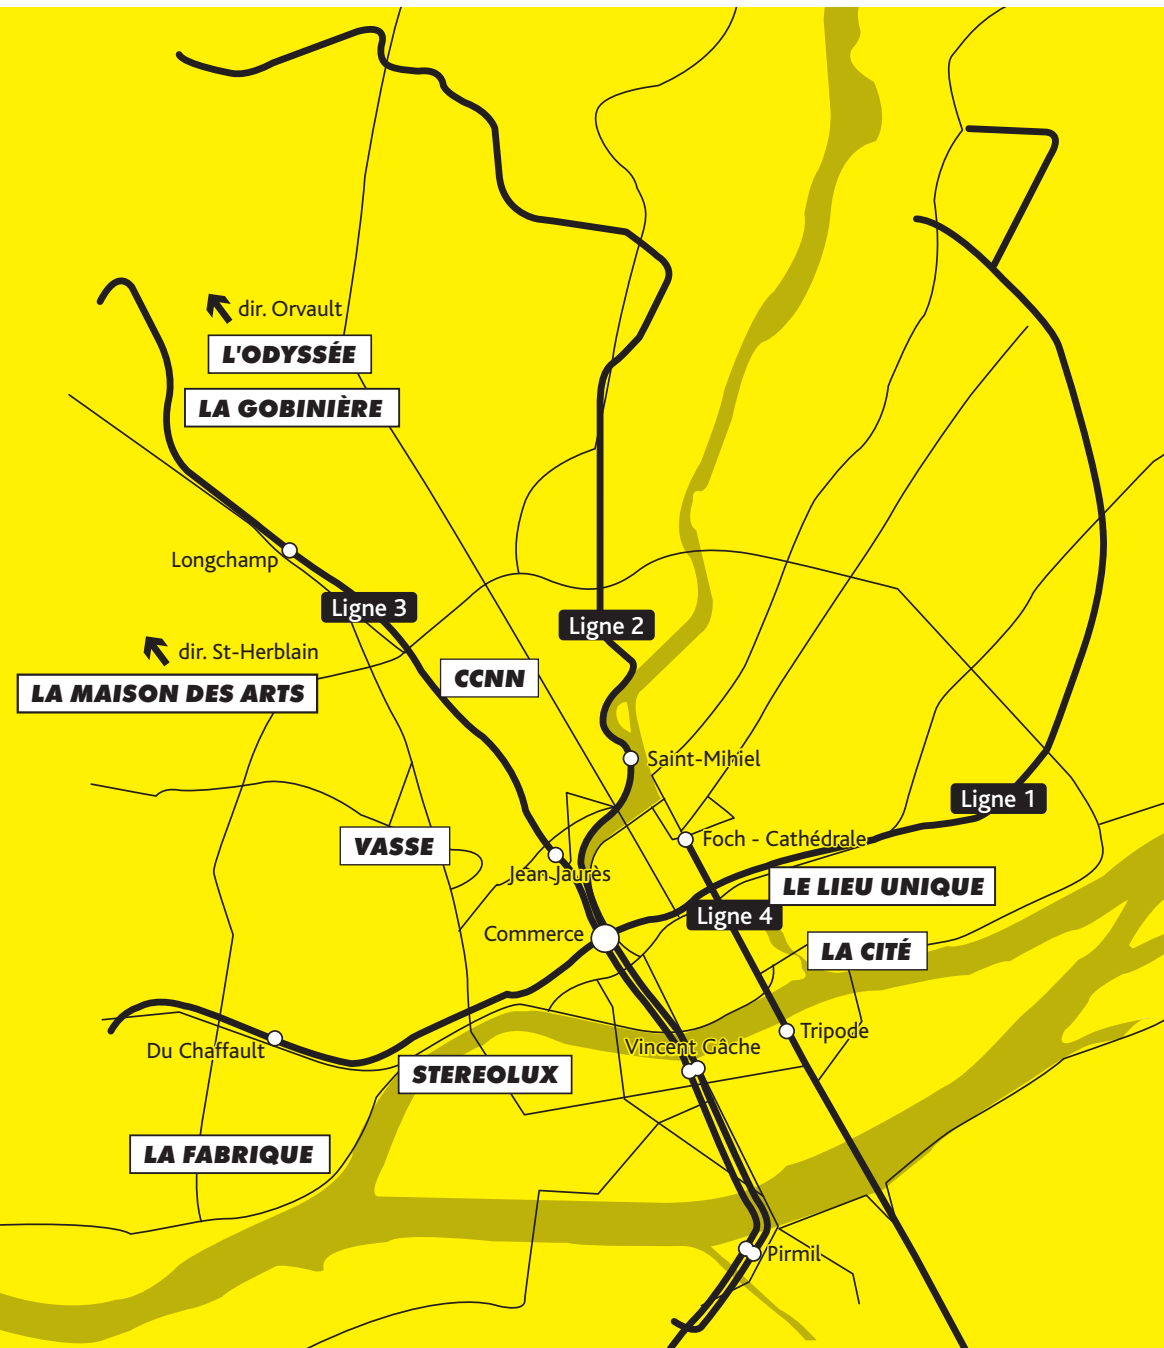 dir. Orvault
L'ODYSSÉE
LA GOBINIÈRE
Longchamp
Ligne 3
Ligne 2
dir. St-Herblain
CCNN
LA MAISON DES ARTS
Saint-Mihiel
Ligne 1
Foch - Cathédrale
VASSE
Jean Jaurès
LE LIEU UNIQUE
Ligne 4
Commerce
LA CITÉ
Tripode
Du Chaffault
Vincent Gâche
STEREOLUX
LA FABRIQUE
Pirmil